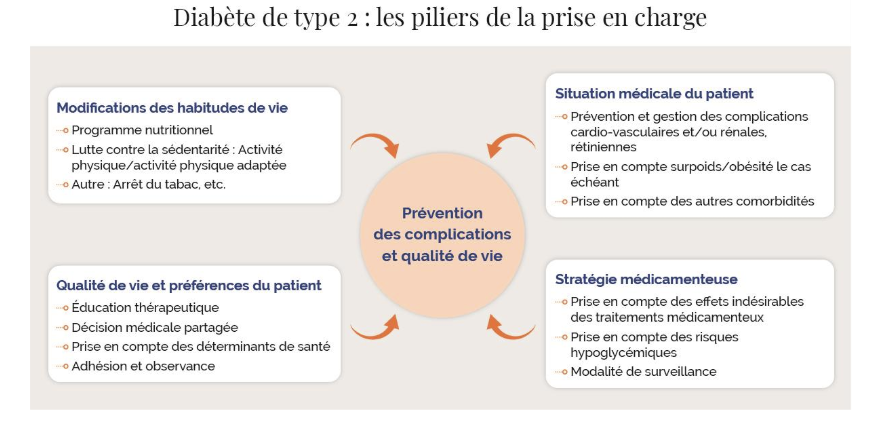 Diabète de type 2 : les piliers de la prise en charge
Modifications des habitudes de vie
Programme nutritionnel
Lutte contre la sédentarité : Activité
physique/activité physique adaptée
Autre : Arrêt du tabac, etc.
Situation médicale du patient
Prévention et gestion des complications
cardio-vasculaires et/ou rénales,
rétiniennes
Prise en compte surpoids/obésité le cas
échéant
Prise en compte des autres comorbidités
Prévention
des complications
et qualité de vie
Qualité de vie et préférences du patient
Éducation thérapeutique
Décision médicale partagée
Prise en compte des déterminants de santé
Adhésion et observance
Stratégie médicamenteuse
Prise en compte des effets indésirables
des traitements médicamenteux
Prise en compte des risques
hypoglycémiques
Modalité de surveillance